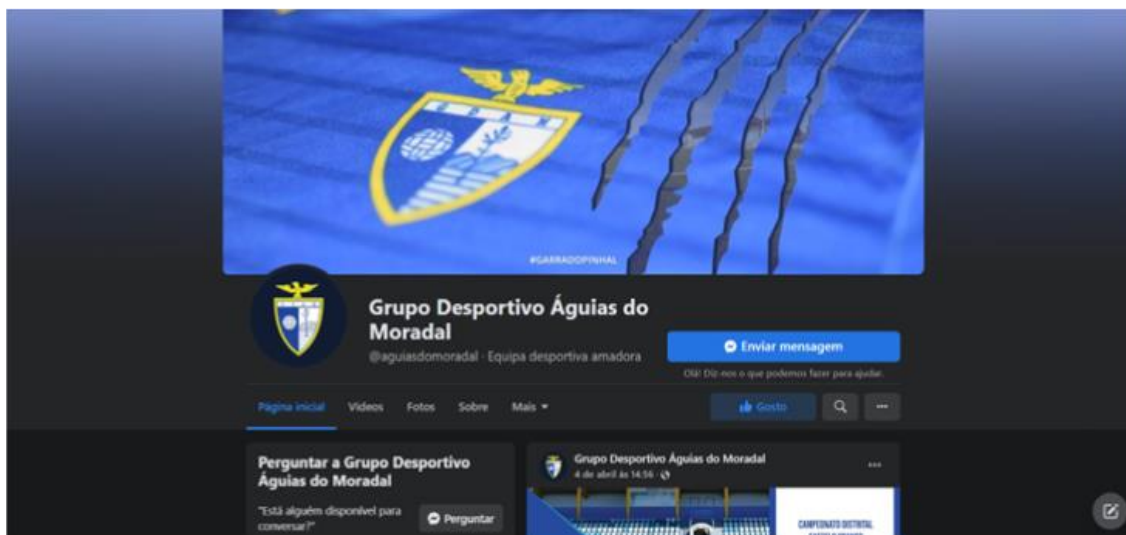 G D A M
#GARRADOPINHAL
Grupo Desportivo Águias do
Moradal
@aguiasdomoradal · Equipa desportiva amadora
Enviar mensagem
Olá! Diz-nos o que podemos fazer para ajudar.
Página inicial
Vídeos
Fotos
Sobre
Mais
Gosto
Perguntar a Grupo Desportivo
Águias do Moradal
"Está alguém disponível para
conversar?"
Perguntar
Grupo Desportivo Águias do Moradal
4 de abril às 14:56
CAMPEONATO DISTRITAL